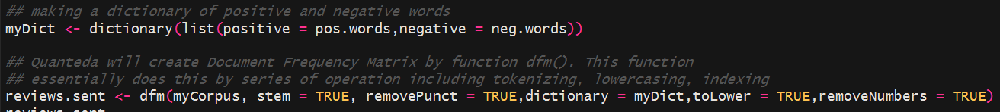 ## making a dictionary of positive and negative words
myDict <- dictionary(list(positive = pos.words,negative = neg.words))
## Quanteda will create Document Frequency Matrix by function dfm(). This function
## essentially does this by series of operation including tokenizing, lowercasing, indexing
reviews.sent <- dfm(myCorpus, stem = TRUE, removePunct = TRUE,dictionary = myDict,toLower = TRUE,removeNumbers = TRUE)
reviews.sent